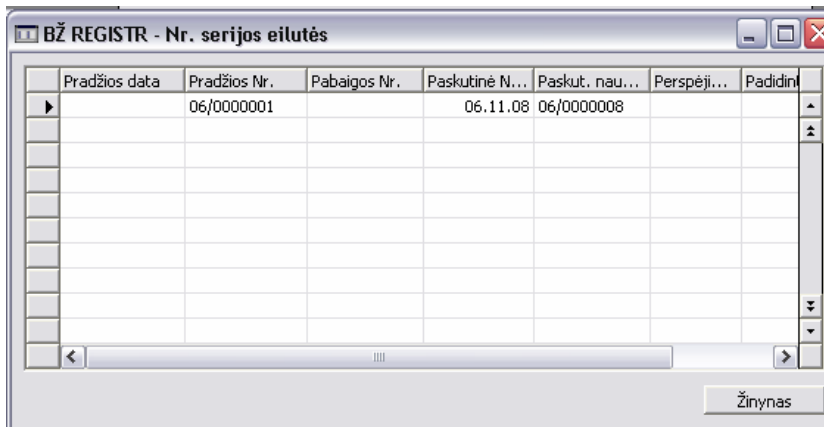 BŽ REGISTR - Nr. serijos eilutės
Pradžios data Pradžios Nr. Pabaigos Nr. Paskutinė N... Paskut. nau... Perspėji... Padidin
06/0000001 06.11.08 06/0000008
Žinynas